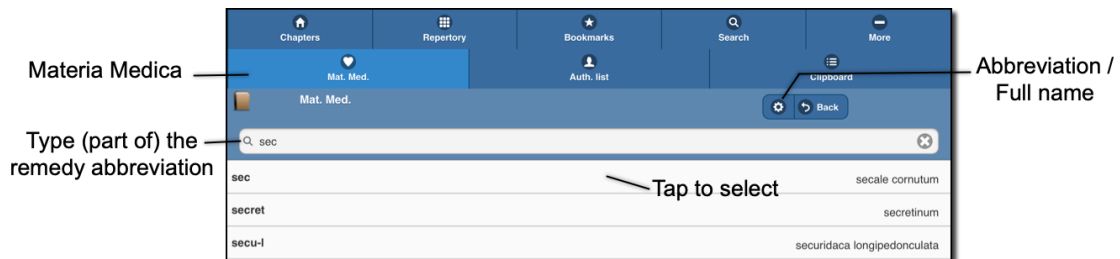 Chapters Repertory Bookmarks Search More
Mat. Med. Auth. list Clipboard
Materia Medica
Abbreviation /
Full name
Mat. Med. Back
Type (part of) the
remedy abbreviation
sec
sec secale cornutum
Tap to select
secret secretinum
secu-l securidaca longipedonculata